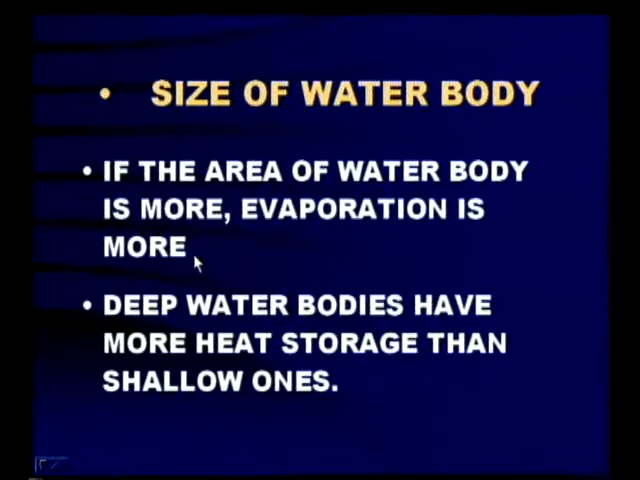 • SIZE OF WATER BODY
• IF THE AREA OF WATER BODY
IS MORE, EVAPORATION IS
MORE
• DEEP WATER BODIES HAVE
MORE HEAT STORAGE THAN
SHALLOW ONES.